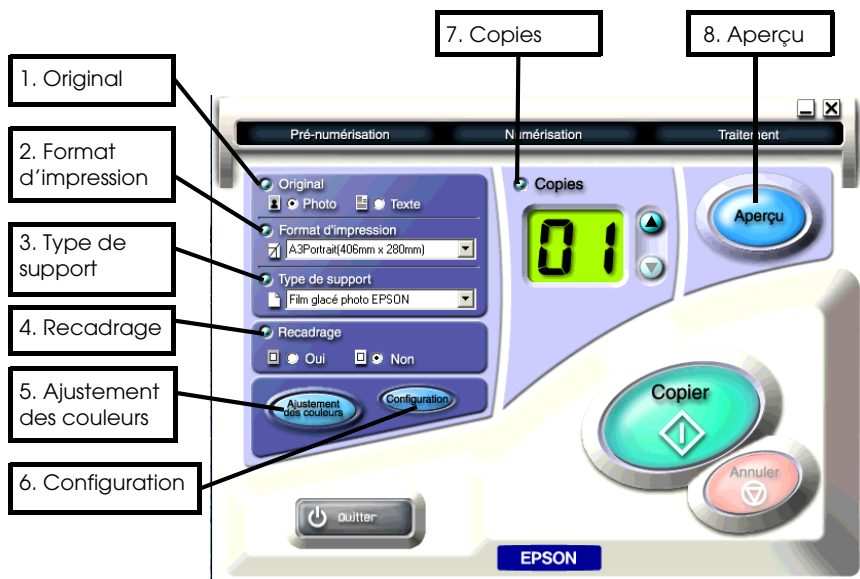 7. Copies
8. Aperçu
1. Original
2. Format
d'impression
3. Type de
support
4. Recadrage
5. Ajustement
des couleurs
6. Configuration
Pré-numérisation
Numérisation
Traitement
Original
Photo
Texte
Format d'impression
A3Portrait(406mm x 280mm)
Type de support
Film glacé photo EPSON
Recadrage
Oui
Non
Ajustement
des couleurs
Configuration
Copies
01
Aperçu
Copier
Annuler
Quitter
EPSON